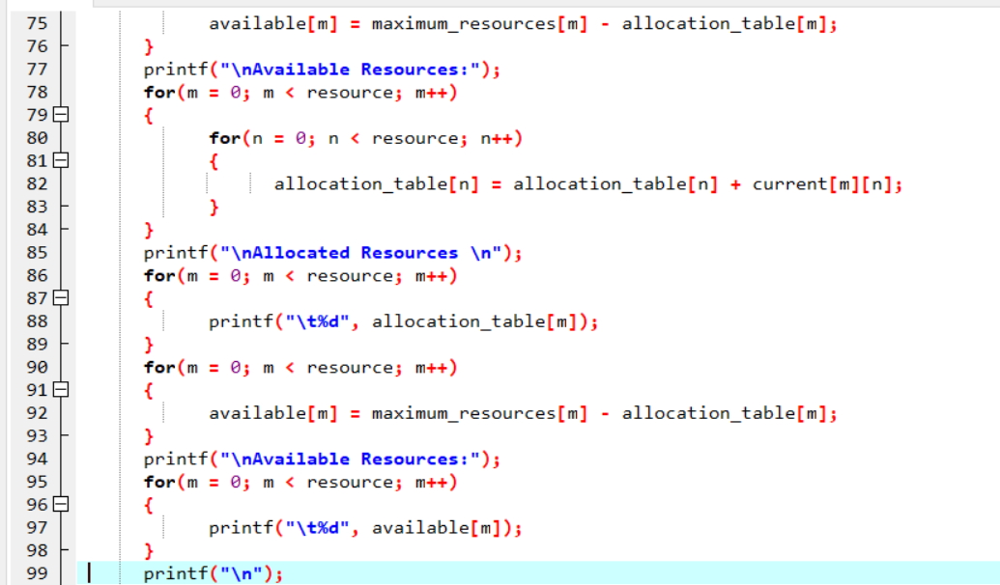 75 available[m] = maximum_resources[m] - allocation_table[m];
76 }
77 printf("\nAvailable Resources:");
78 for(m = 0; m < resource; m++)
79 {
80 for(n = 0; n < resource; n++)
81 {
82 allocation_table[n] = allocation_table[n] + current[m][n];
83 }
84 }
85 printf("\nAllocated Resources \n");
86 for(m = 0; m < resource; m++)
87 {
88 printf("\t%d", allocation_table[m]);
89 }
90 for(m = 0; m < resource; m++)
91 {
92 available[m] = maximum_resources[m] - allocation_table[m];
93 }
94 printf("\nAvailable Resources:");
95 for(m = 0; m < resource; m++)
96 {
97 printf("\t%d", available[m]);
98 }
99 printf("\n");